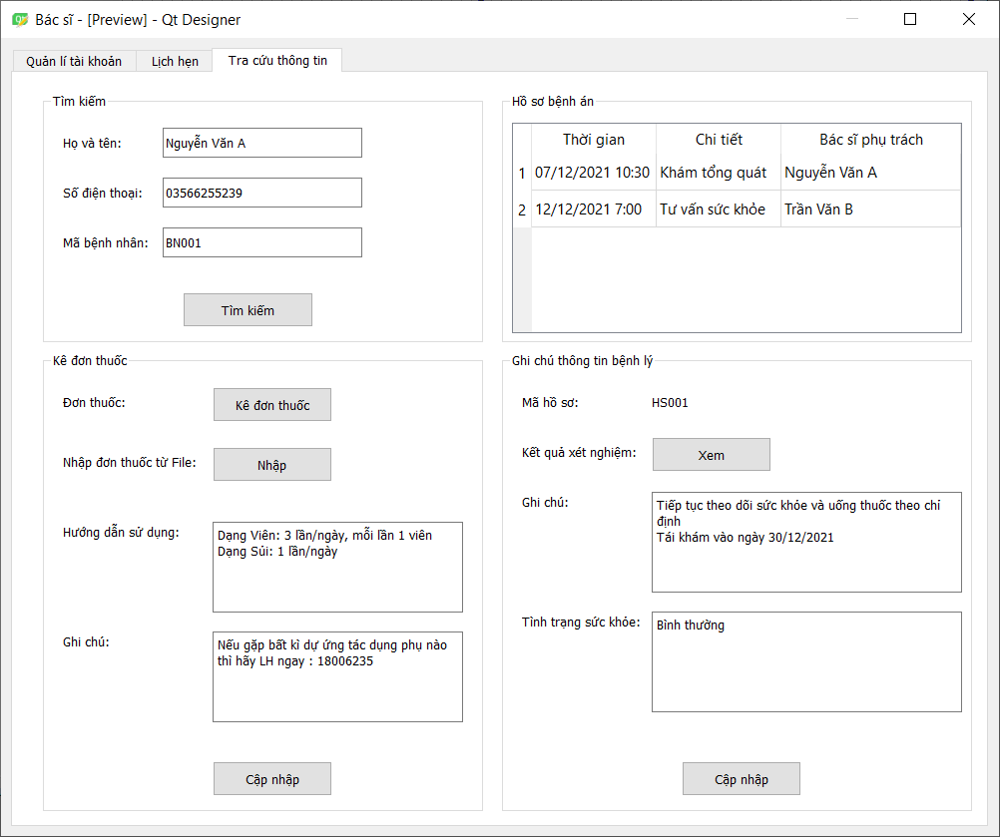 Bác sĩ - [Preview] - Qt Designer
Quản lí tài khoản
Lịch hẹn
Tra cứu thông tin
Tìm kiếm
Họ và tên:
Nguyễn Văn A
Số điện thoại:
03566255239
Mã bệnh nhân:
BN001
Tìm kiếm
Hồ sơ bệnh án
Thời gian Chi tiết Bác sĩ phụ trách
1 07/12/2021 10:30 Khám tổng quát Nguyễn Văn A
2 12/12/2021 7:00 Tư vấn sức khỏe Trần Văn B
Kê đơn thuốc
Đơn thuốc:
Kê đơn thuốc
Nhập đơn thuốc từ File:
Nhập
Hướng dẫn sử dụng:
Dạng Viên: 3 lần/ngày, mỗi lần 1 viên
Dạng Sủi: 1 lần/ngày
Ghi chú:
Nếu gặp bất kì dự ứng tác dụng phụ nào
thì hãy LH ngay : 18006235
Cập nhập
Ghi chú thông tin bệnh lý
Mã hồ sơ:
HS001
Kết quả xét nghiệm:
Xem
Ghi chú:
Tiếp tục theo dõi sức khỏe và uống thuốc theo chỉ
định
Tái khám vào ngày 30/12/2021
Tình trạng sức khỏe:
Bình thường
Cập nhập